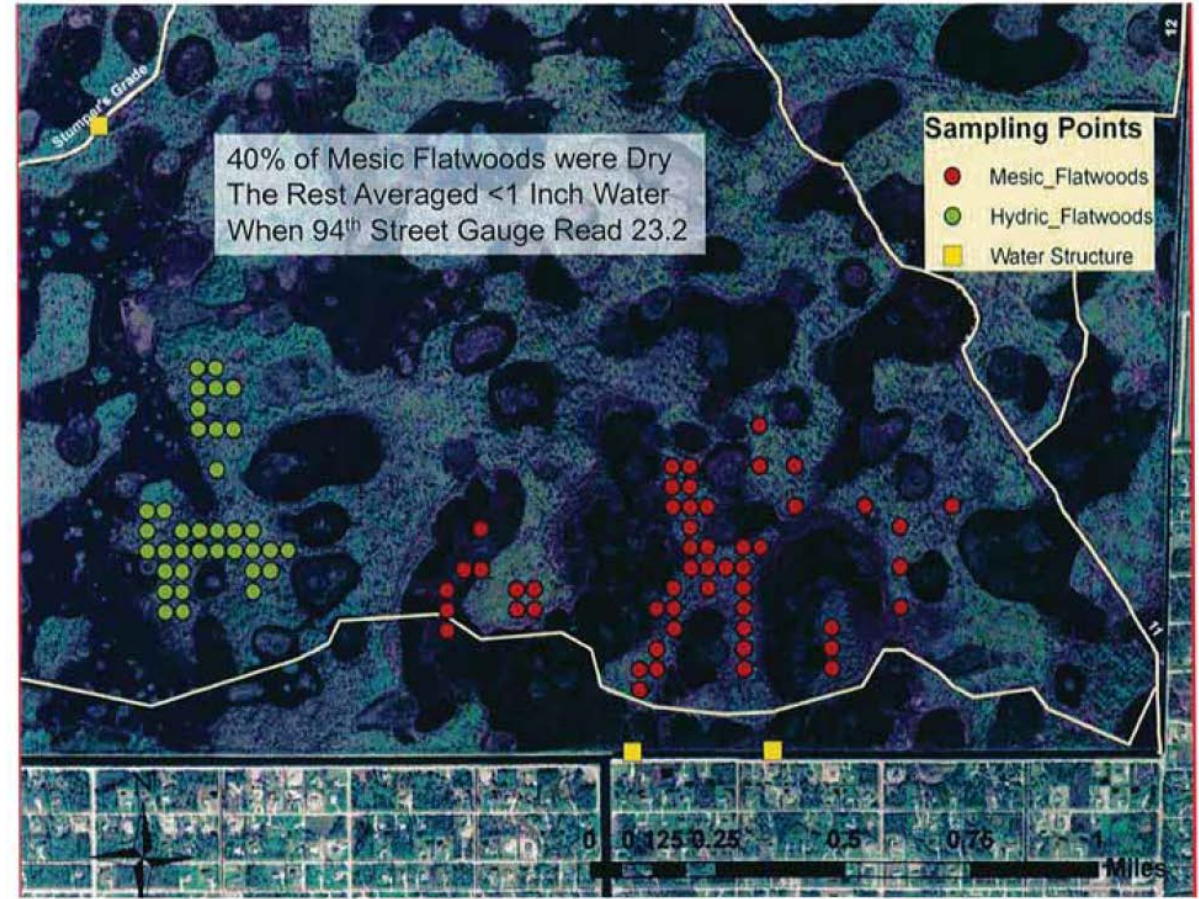 12
Stumper's Grade
Sampling Points
Mesic_Flatwoods
Hydric_Flatwoods
Water Structure
40% of Mesic Flatwoods were Dry
The Rest Averaged <1 Inch Water
When 94th Street Gauge Read 23.2
11
0 0.125 0.25 0.5 0.75 1
Miles